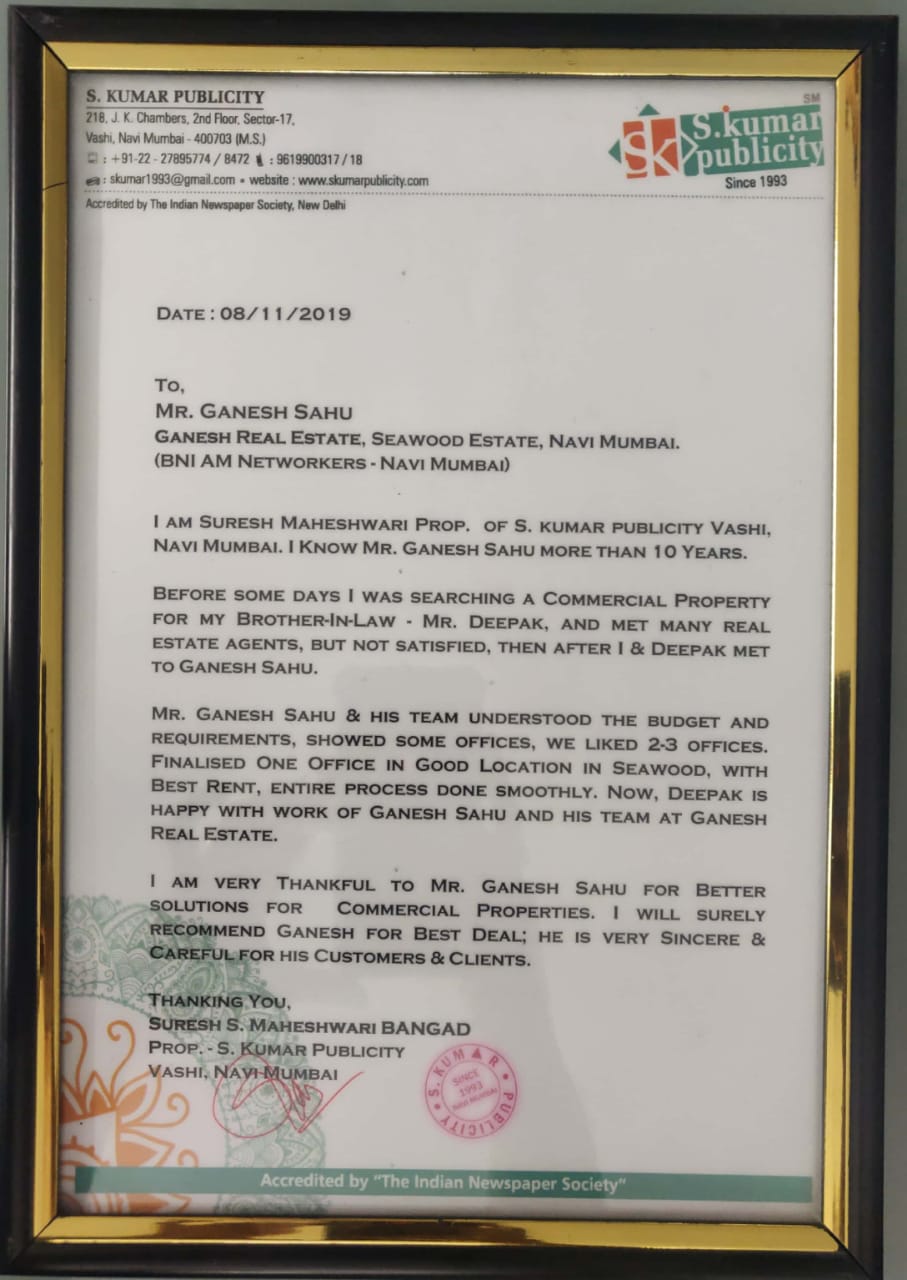 S. KUMAR PUBLICITY
218, J. K. Chambers, 2nd Floor, Sector-17,
Vashi, Navi Mumbai - 400703 (M.S.)
: +91-22 - 27895774 / 8472 : 9619900317 / 18
: skumar1993@gmail.com • website : www.skumarpublicity.com
Accredited by The Indian Newspaper Society, New Delhi
SM
SK
S.kumar
publicity
Since 1993
DATE : 08/11/2019
TO,
MR. GANESH SAHU
GANESH REAL ESTATE, SEAWOOD ESTATE, NAVI MUMBAI.
(BNI AM NETWORKERS - NAVI MUMBAI)
I AM SURESH MAHESHWARI PROP. OF S. KUMAR PUBLICITY VASHI,
NAVI MUMBAI. I KNOW MR. GANESH SAHU MORE THAN 10 YEARS.
BEFORE SOME DAYS I WAS SEARCHING A COMMERCIAL PROPERTY
FOR MY BROTHER-IN-LAW - MR. DEEPAK, AND MET MANY REAL
ESTATE AGENTS, BUT NOT SATISFIED, THEN AFTER I & DEEPAK MET
TO GANESH SAHU.
MR. GANESH SAHU & HIS TEAM UNDERSTOOD THE BUDGET AND
REQUIREMENTS, SHOWED SOME OFFICES, WE LIKED 2-3 OFFICES.
FINALISED ONE OFFICE IN GOOD LOCATION IN SEAWOOD, WITH
BEST RENT, ENTIRE PROCESS DONE SMOOTHLY. NOW, DEEPAK IS
HAPPY WITH WORK OF GANESH SAHU AND HIS TEAM AT GANESH
REAL ESTATE.
I AM VERY THANKFUL TO MR. GANESH SAHU FOR BETTER
SOLUTIONS FOR COMMERCIAL PROPERTIES. I WILL SURELY
RECOMMEND GANESH FOR BEST DEAL; HE IS VERY SINCERE &
CAREFUL FOR HIS CUSTOMERS & CLIENTS.
THANKING YOU,
SURESH S. MAHESHWARI BANGAD
PROP. - S. KUMAR PUBLICITY
VASHI, NAVI MUMBAI
S. KUMAR PUBLICITY
SINCE
1993
NAVI MUMBAI
Accredited by "The Indian Newspaper Society"